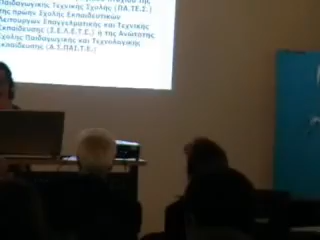 Παιδαγωγικής Τεχνικής Σχολής (ΠΑ.ΤΕ.Σ.)
της πρώην Σχολής Εκπαιδευτικών
Λειτουργών Επαγγελματικής και Τεχνικής
Εκπαίδευσης (Σ.Ε.Λ.Ε.Τ.Ε.) ή της Ανώτατης
Σχολής Παιδαγωγικής και Τεχνολογικής
Εκπαίδευσης (Α.Σ.ΠΑΙ.Τ.Ε.)